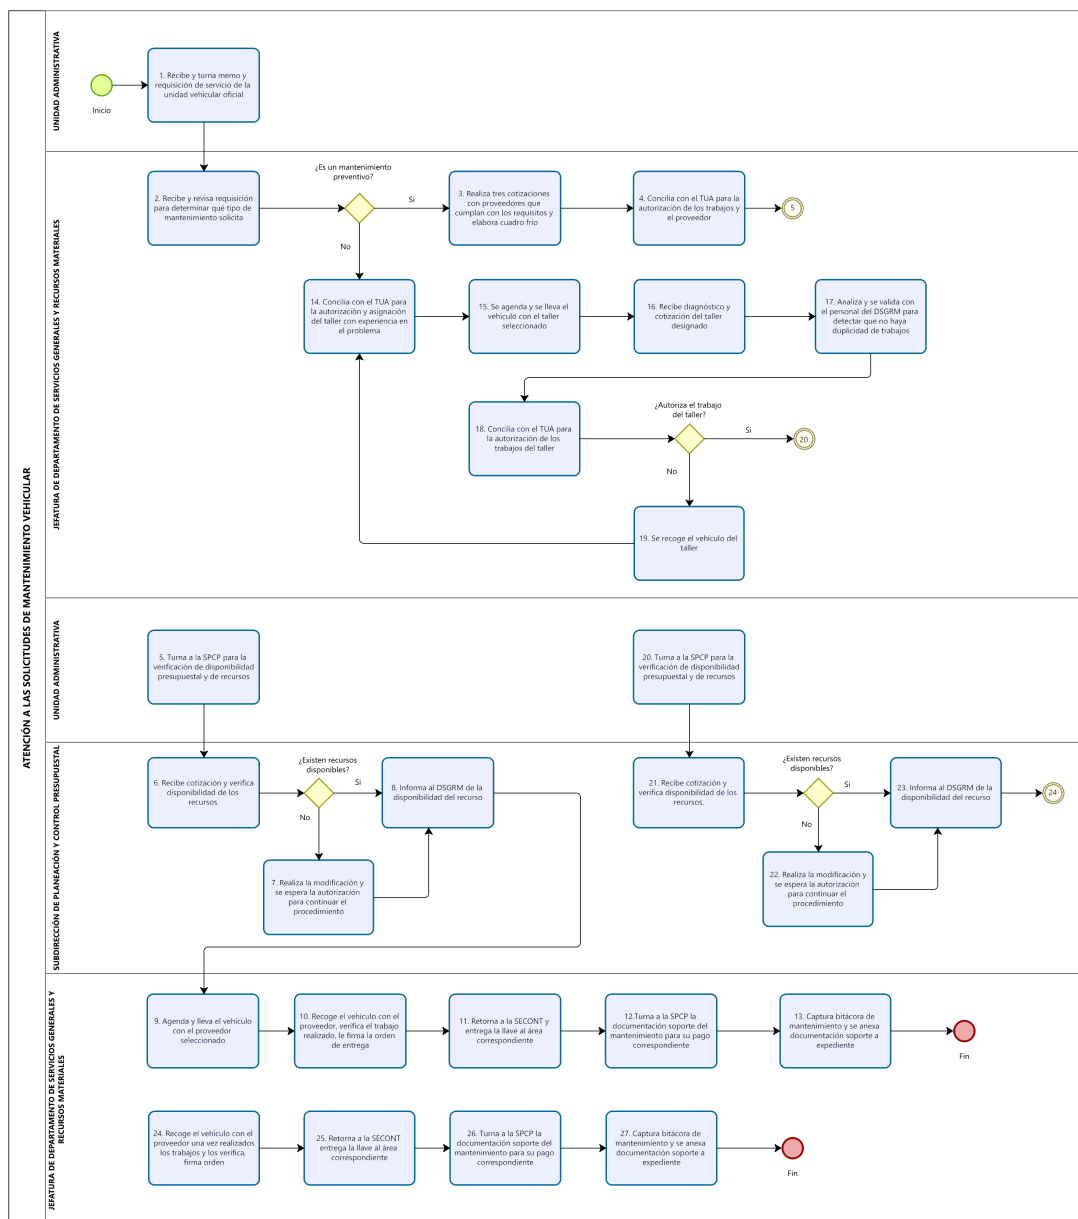 ATENCIÓN A LAS SOLICITUDES DE MANTENIMIENTO VEHICULAR
UNIDAD ADMINISTRATIVA
Inicio
1. Recibe y turna memo y
requisición de servicio de la
unidad vehicular oficial
JEFATURA DE DEPARTAMENTO DE SERVICIOS GENERALES Y RECURSOS MATERIALES
2. Recibe y revisa requisición
para determinar qué tipo de
mantenimiento solicita
¿Es un mantenimiento
preventivo?
Si
No
3. Realiza tres cotizaciones
con proveedores que
cumplan con los requisitos y
elabora cuadro frio
4. Concilia con el TUA para la
autorización de los trabajos y
el proveedor
5
14. Concilia con el TUA para
la autorización y asignación
del taller con experiencia en
el problema
15. Se agenda y se lleva el
vehículo con el taller
seleccionado
16. Recibe diagnóstico y
cotización del taller
designado
17. Analiza y se valida con
el personal del DSGRM para
detectar que no haya
duplicidad de trabajos
18. Concilia con el TUA para
la autorización de los
trabajos del taller
¿Autoriza el trabajo
del taller?
Si
No
20
19. Se recoge el vehículo del
taller
UNIDAD ADMINISTRATIVA
5. Turna a la SPCP para la
verificación de disponibilidad
presupuestal y de recursos
20. Turna a la SPCP para la
verificación de disponibilidad
presupuestal y de recursos
SUBDIRECCIÓN DE PLANEACIÓN Y CONTROL PRESUPUESTAL
6. Recibe cotización y verifica
disponibilidad de los
recursos.
¿Existen recursos
disponibles?
Sí
No
8. Informa al DSGRM de la
disponibilidad del recurso
7. Realiza la modificación y
se espera la autorización
para continuar el
procedimiento
21. Recibe cotización y
verifica disponibilidad de los
recursos.
¿Existen recursos
disponibles?
Sí
No
23. Informa al DSGRM de la
disponibilidad del recurso
24
22. Realiza la modificación y
se espera la autorización
para continuar el
procedimiento
JEFATURA DE DEPARTAMENTO DE SERVICIOS GENERALES Y
RECURSOS MATERIALES
9. Agenda y lleva el vehículo
con el proveedor
seleccionado
10. Recoge el vehículo con el
proveedor, verifica el trabajo
realizado, le firma la orden
de entrega
11. Retorna a la SECONT y
entrega la llave al área
correspondiente
12.Turna a la SPCP la
documentación soporte del
mantenimiento para su pago
correspondiente
13. Captura bitácora de
mantenimiento y se anexa
documentación soporte a
expediente
Fin
24. Recoge el vehículo con el
proveedor una vez realizados
los trabajos y los verifica,
firma orden
25. Retorna a la SECONT
entrega la llave al área
correspondiente
26. Turna a la SPCP la
documentación soporte del
mantenimiento para su pago
correspondiente
27. Captura bitácora de
mantenimiento y se anexa
documentación soporte a
expediente
Fin